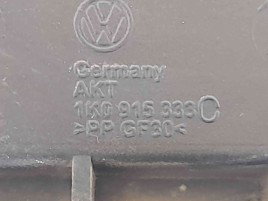 Germany
AKT
1K0 915 333 C
>PP GF30<